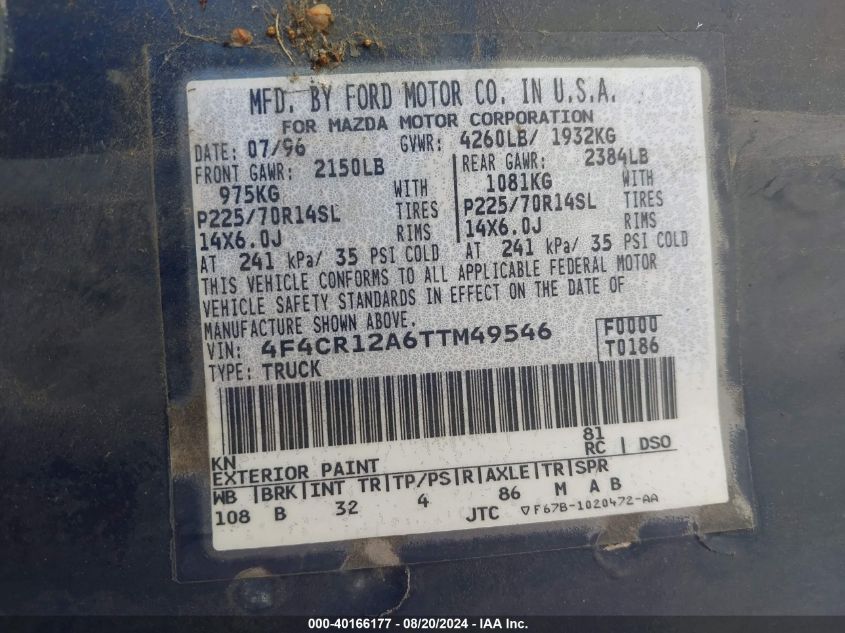 MFD. BY FORD MOTOR CO. IN U.S.A.
FOR MAZDA MOTOR CORPORATION
DATE: 07/96 GVWR: 4260LB/ 1932KG
FRONT GAWR: 2150LB REAR GAWR: 2384LB
975KG WITH 1081KG WITH
P225/70R14SL TIRES P225/70R14SL TIRES
14X6.0J RIMS 14X6.0J RIMS
AT 241 kPa/ 35 PSI COLD AT 241 kPa/ 35 PSI COLD
THIS VEHICLE CONFORMS TO ALL APPLICABLE FEDERAL MOTOR
VEHICLE SAFETY STANDARDS IN EFFECT ON THE DATE OF
MANUFACTURE SHOWN ABOVE.
VIN: 4F4CR12A6TTM49546 F0000
TYPE: TRUCK T0186
81
KN RC DSO
EXTERIOR PAINT
WB BRK INT TR TP/PS R AXLE TR SPR
108 B 32 4 86 M A B
JTC ▽F67B-1020472-AA
000-40166177 - 08/20/2024 - IAA Inc.